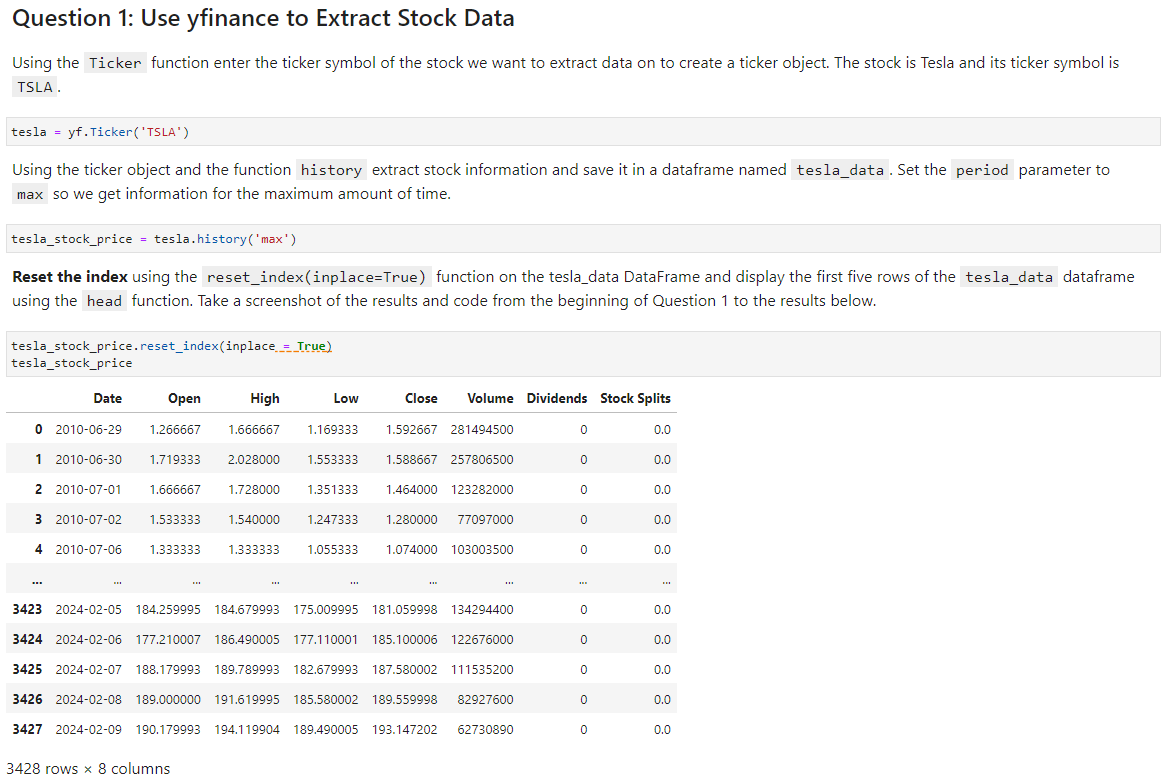 Question 1: Use yfinance to Extract Stock Data
Using the Ticker function enter the ticker symbol of the stock we want to extract data on to create a ticker object. The stock is Tesla and its ticker symbol is
TSLA .
tesla = yf.Ticker('TSLA')
Using the ticker object and the function history extract stock information and save it in a dataframe named tesla_data . Set the period parameter to
max so we get information for the maximum amount of time.
tesla_stock_price = tesla.history('max')
Reset the index using the reset_index(inplace=True) function on the tesla_data DataFrame and display the first five rows of the tesla_data dataframe
using the head function. Take a screenshot of the results and code from the beginning of Question 1 to the results below.
tesla_stock_price.reset_index(inplace = True)
tesla_stock_price
Date Open High Low Close Volume Dividends Stock Splits
0 2010-06-29 1.266667 1.666667 1.169333 1.592667 281494500 0 0.0
1 2010-06-30 1.719333 2.028000 1.553333 1.588667 257806500 0 0.0
2 2010-07-01 1.666667 1.728000 1.351333 1.464000 123282000 0 0.0
3 2010-07-02 1.533333 1.540000 1.247333 1.280000 77097000 0 0.0
4 2010-07-06 1.333333 1.333333 1.055333 1.074000 103003500 0 0.0
... ... ... ... ... ... ... ... ...
3423 2024-02-05 184.259995 184.679993 175.009995 181.059998 134294400 0 0.0
3424 2024-02-06 177.210007 186.490005 177.110001 185.100006 122676000 0 0.0
3425 2024-02-07 188.179993 189.789993 182.679993 187.580002 111535200 0 0.0
3426 2024-02-08 189.000000 191.619995 185.580002 189.559998 82927600 0 0.0
3427 2024-02-09 190.179993 194.119904 189.490005 193.147202 62730890 0 0.0
3428 rows × 8 columns